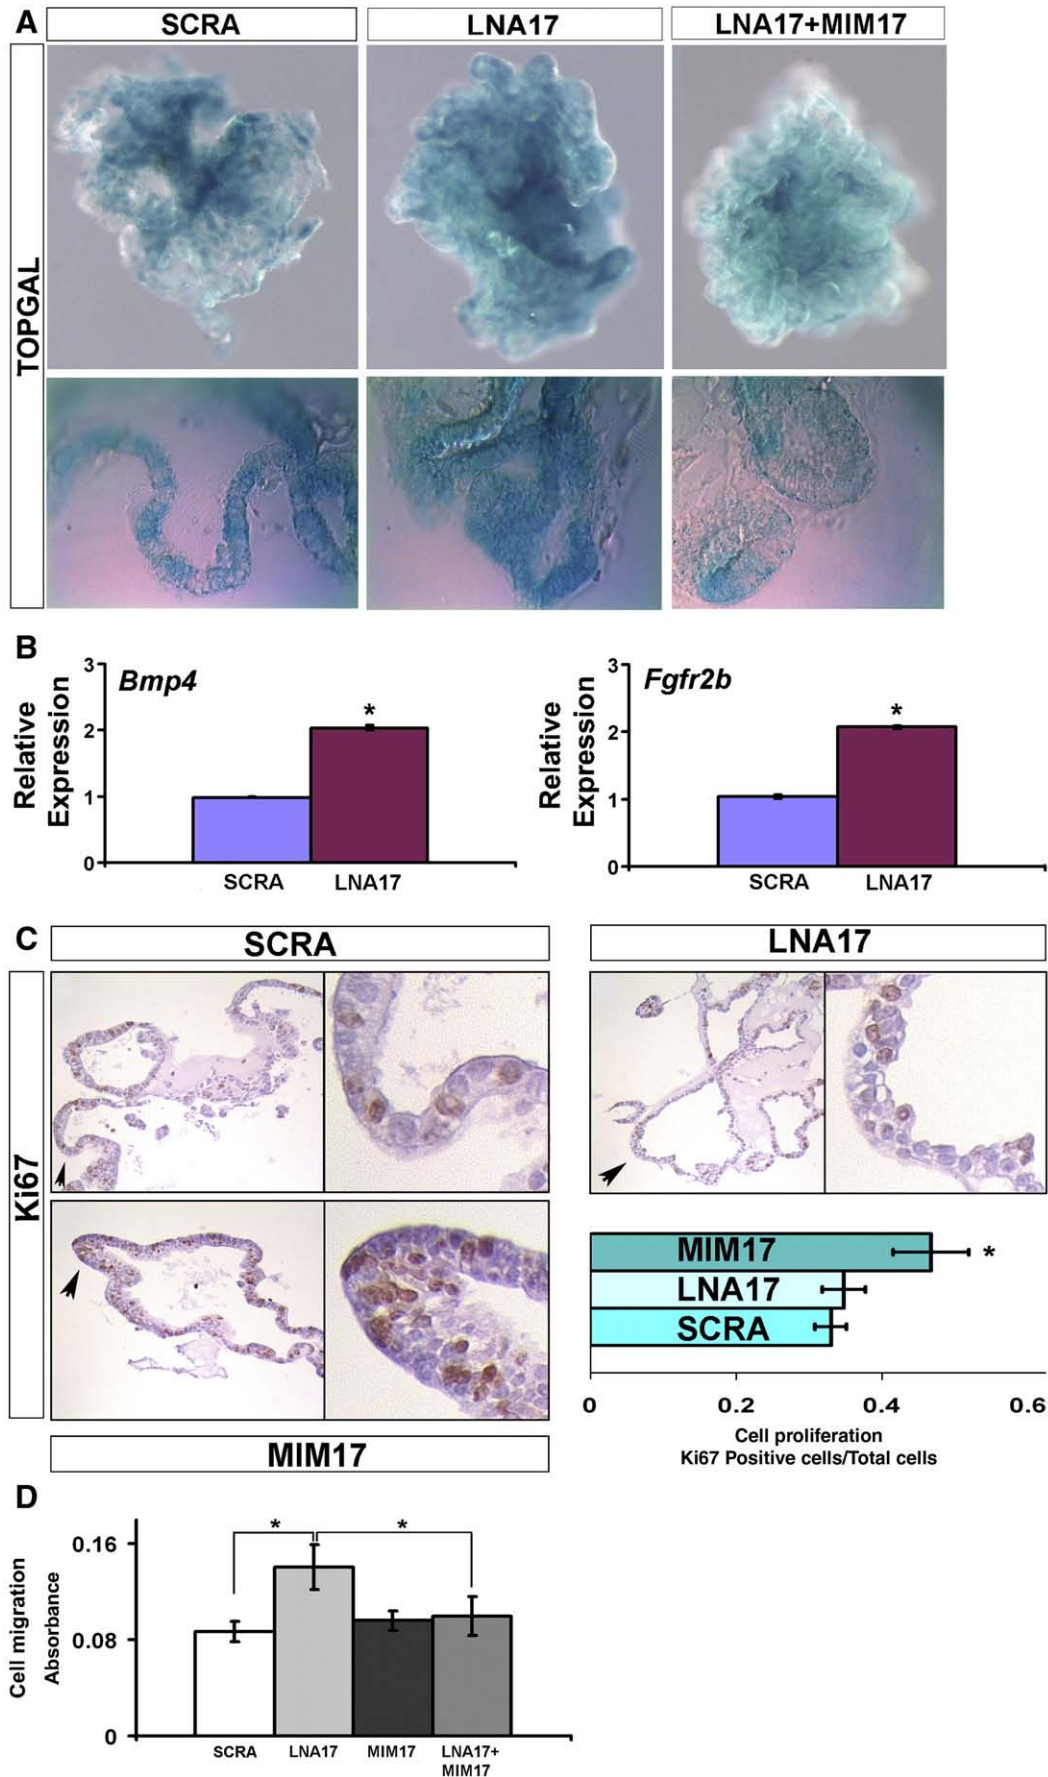 A
SCRA
LNA17
LNA17+MIM17
TOPGAL
B
3
2
1
0
Relative
Expression
Bmp4
*
SCRA
LNA17
3
2
1
0
Relative
Expression
Fgfr2b
*
SCRA
LNA17
C
SCRA
LNA17
Ki67
MIM17
MIM17
*
LNA17
SCRA
0 0.2 0.4 0.6
Cell proliferation
Ki67 Positive cells/Total cells
D
Cell migration
Absorbance
0.16
0.08
0
* *
SCRA
LNA17
MIM17
LNA17+
MIM17